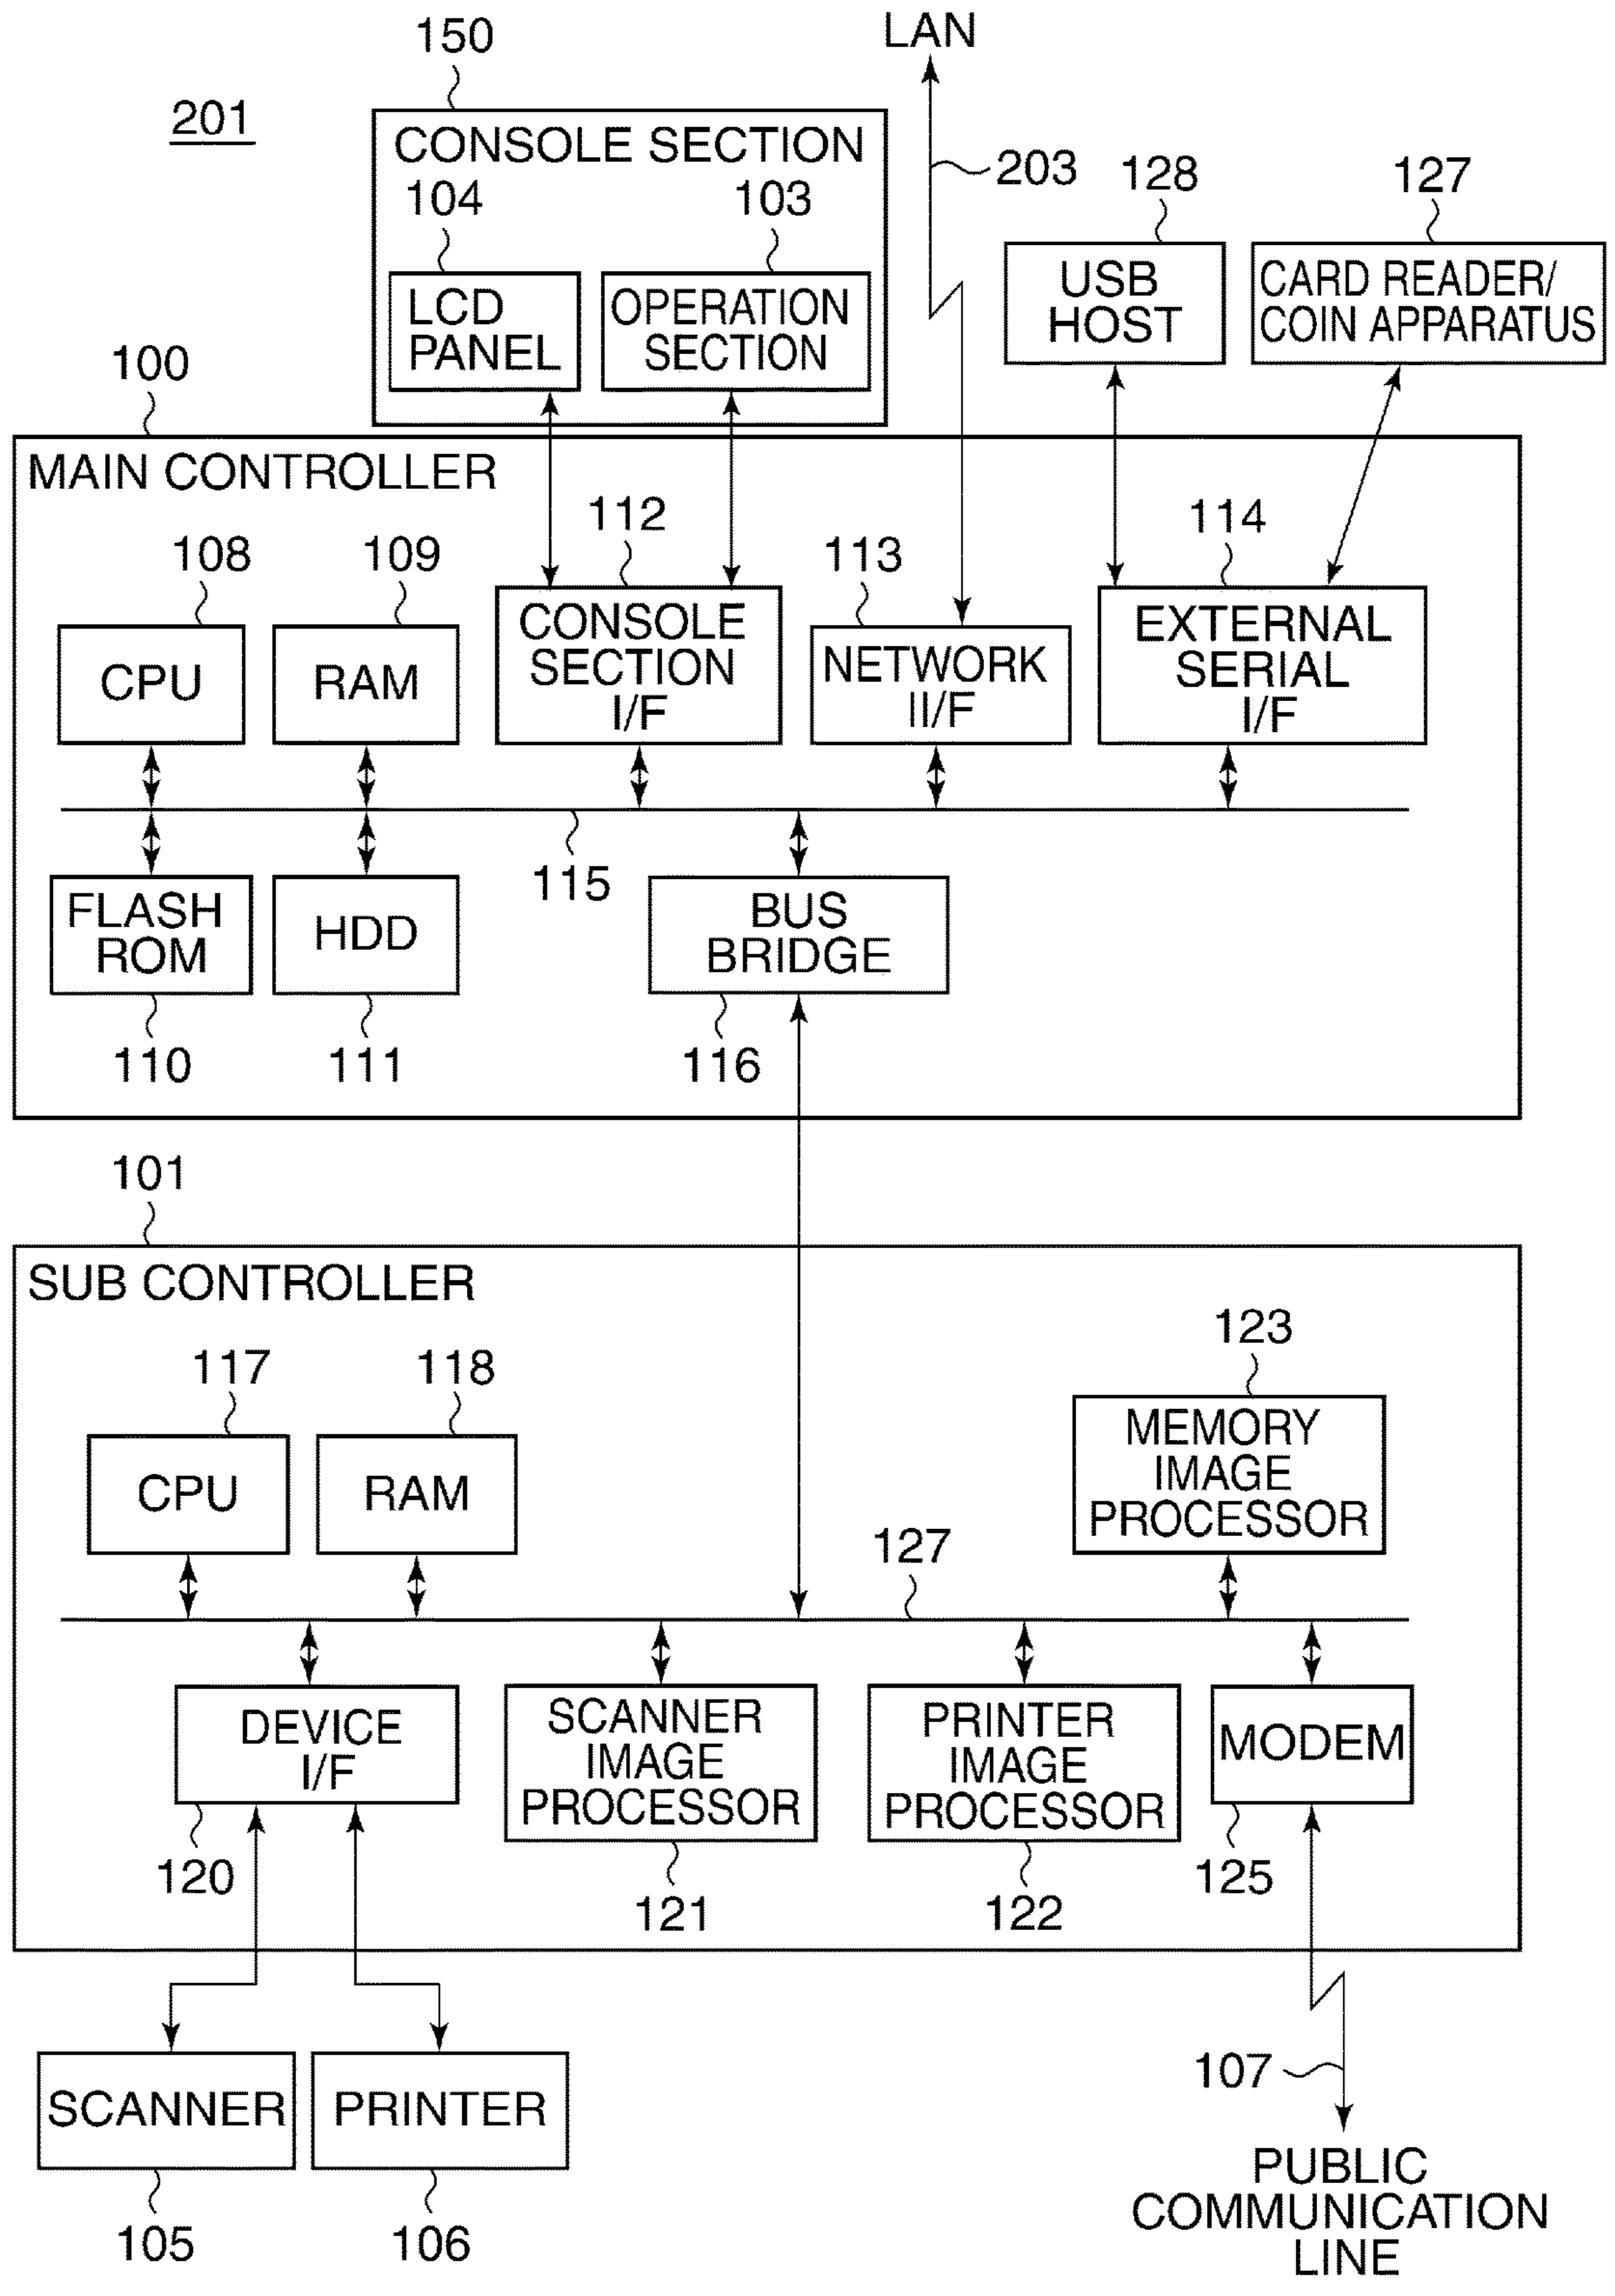 150
LAN
201
CONSOLE SECTION
104
103
203
128
127
LCD
PANEL
OPERATION
SECTION
USB
HOST
CARD READER/
COIN APPARATUS
100
MAIN CONTROLLER
108
109
112
113
114
CPU
RAM
CONSOLE
SECTION
I/F
NETWORK
II/F
EXTERNAL
SERIAL
I/F
115
FLASH
ROM
HDD
BUS
BRIDGE
110
111
116
101
SUB CONTROLLER
117
118
123
CPU
RAM
MEMORY
IMAGE
PROCESSOR
127
DEVICE
I/F
SCANNER
IMAGE
PROCESSOR
PRINTER
IMAGE
PROCESSOR
MODEM
120
121
122
125
SCANNER
PRINTER
107
105
106
PUBLIC
COMMUNICATION
LINE